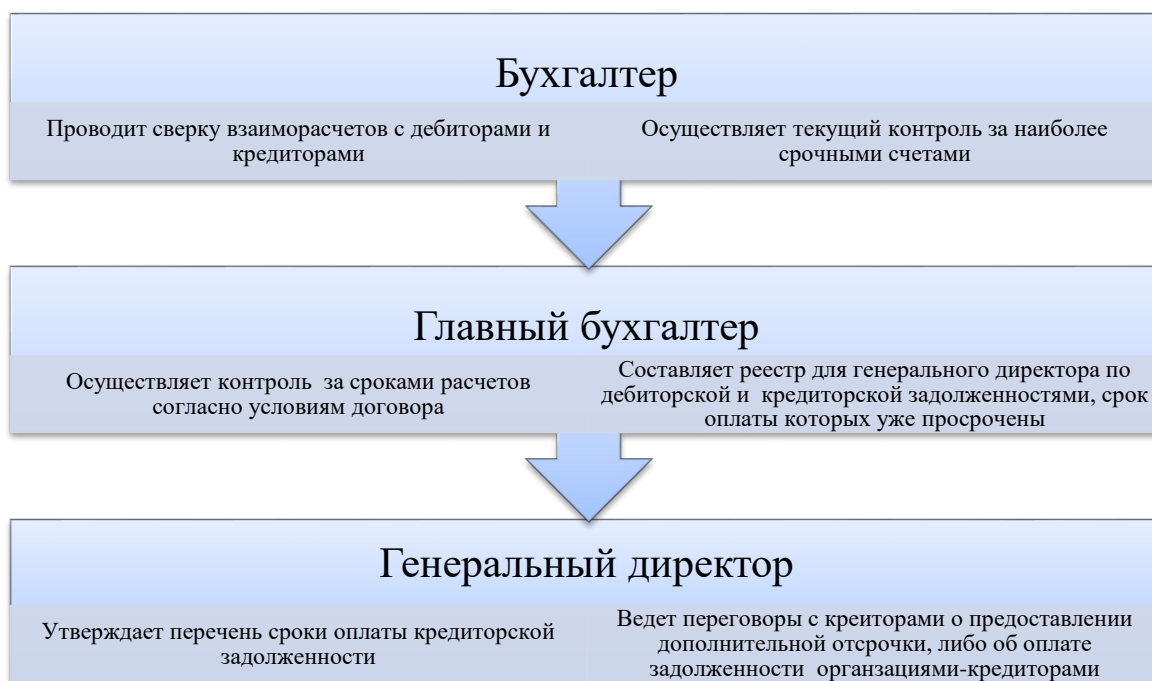 Бухгалтер
Проводит сверку взаиморасчетов с дебиторами и
кредиторами
Осуществляет текущий контроль за наиболее
срочными счетами
Главный бухгалтер
Осуществляет контроль за сроками расчетов
согласно условиям договора
Составляет реестр для генерального директора по
дебиторской и кредиторской задолженностями, срок
оплаты которых уже просрочены
Генеральный директор
Утверждает перечень сроки оплаты кредиторской
задолженности
Ведет переговоры с креиторами о предоставлении
дополнительной отсрочки, либо об оплате
задолженности органзациями-кредиторами